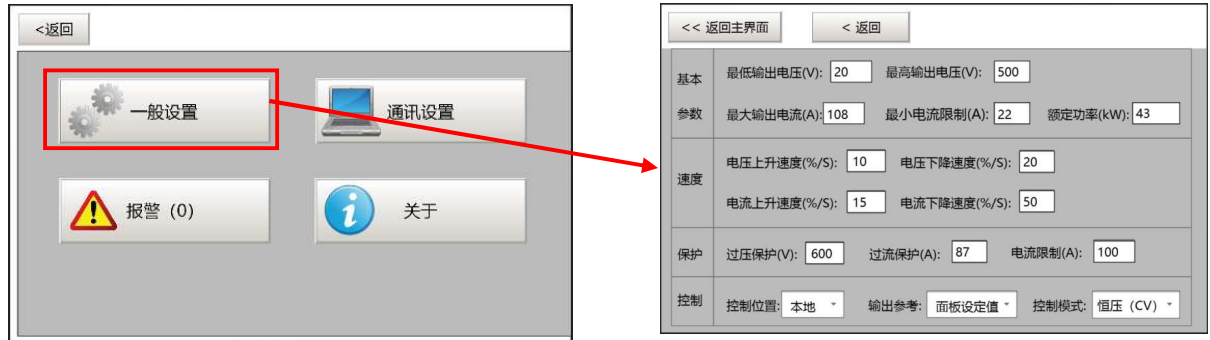 <返回
一般设置
通讯设置
报警（0）
关于
<< 返回主界面
< 返回
基本
参数
最低输出电压(V): 20 最高输出电压(V): 500
最大输出电流(A): 108 最小电流限制(A): 22 额定功率(kW): 43
速度
电压上升速度(%/S): 10 电压下降速度(%/S): 20
电流上升速度(%/S): 15 电流下降速度(%/S): 50
保护 过压保护(V): 600 过流保护(A): 87 电流限制(A): 100
控制 控制位置: 本地 输出参考: 面板设定值 控制模式: 恒压（CV）